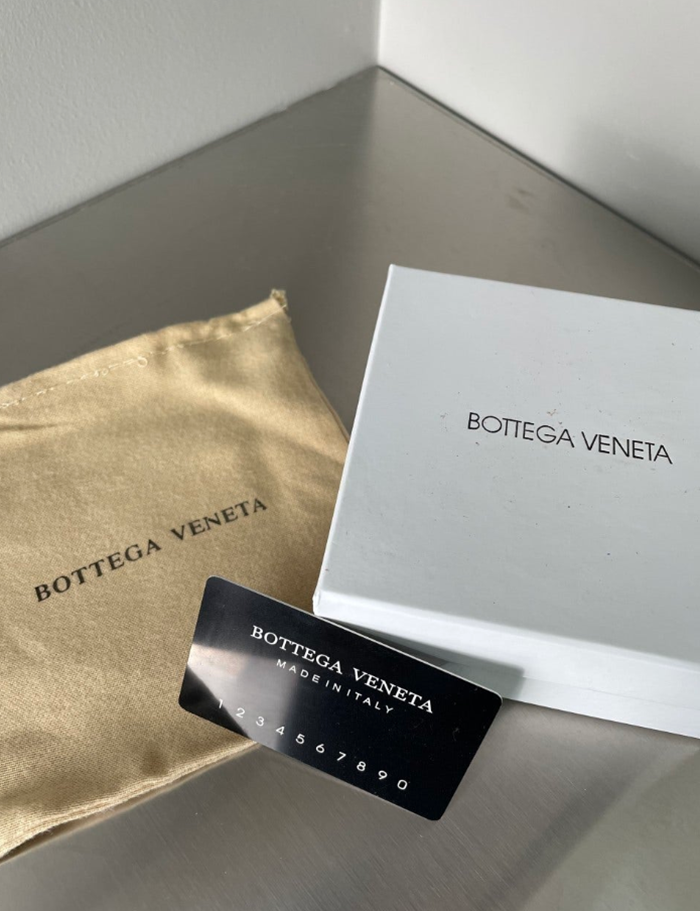 BOTTEGA VENETA
BOTTEGA VENETA
BOTTEGA VENETA
MADE IN ITALY
1 2 3 4 5 6 7 8 9 0